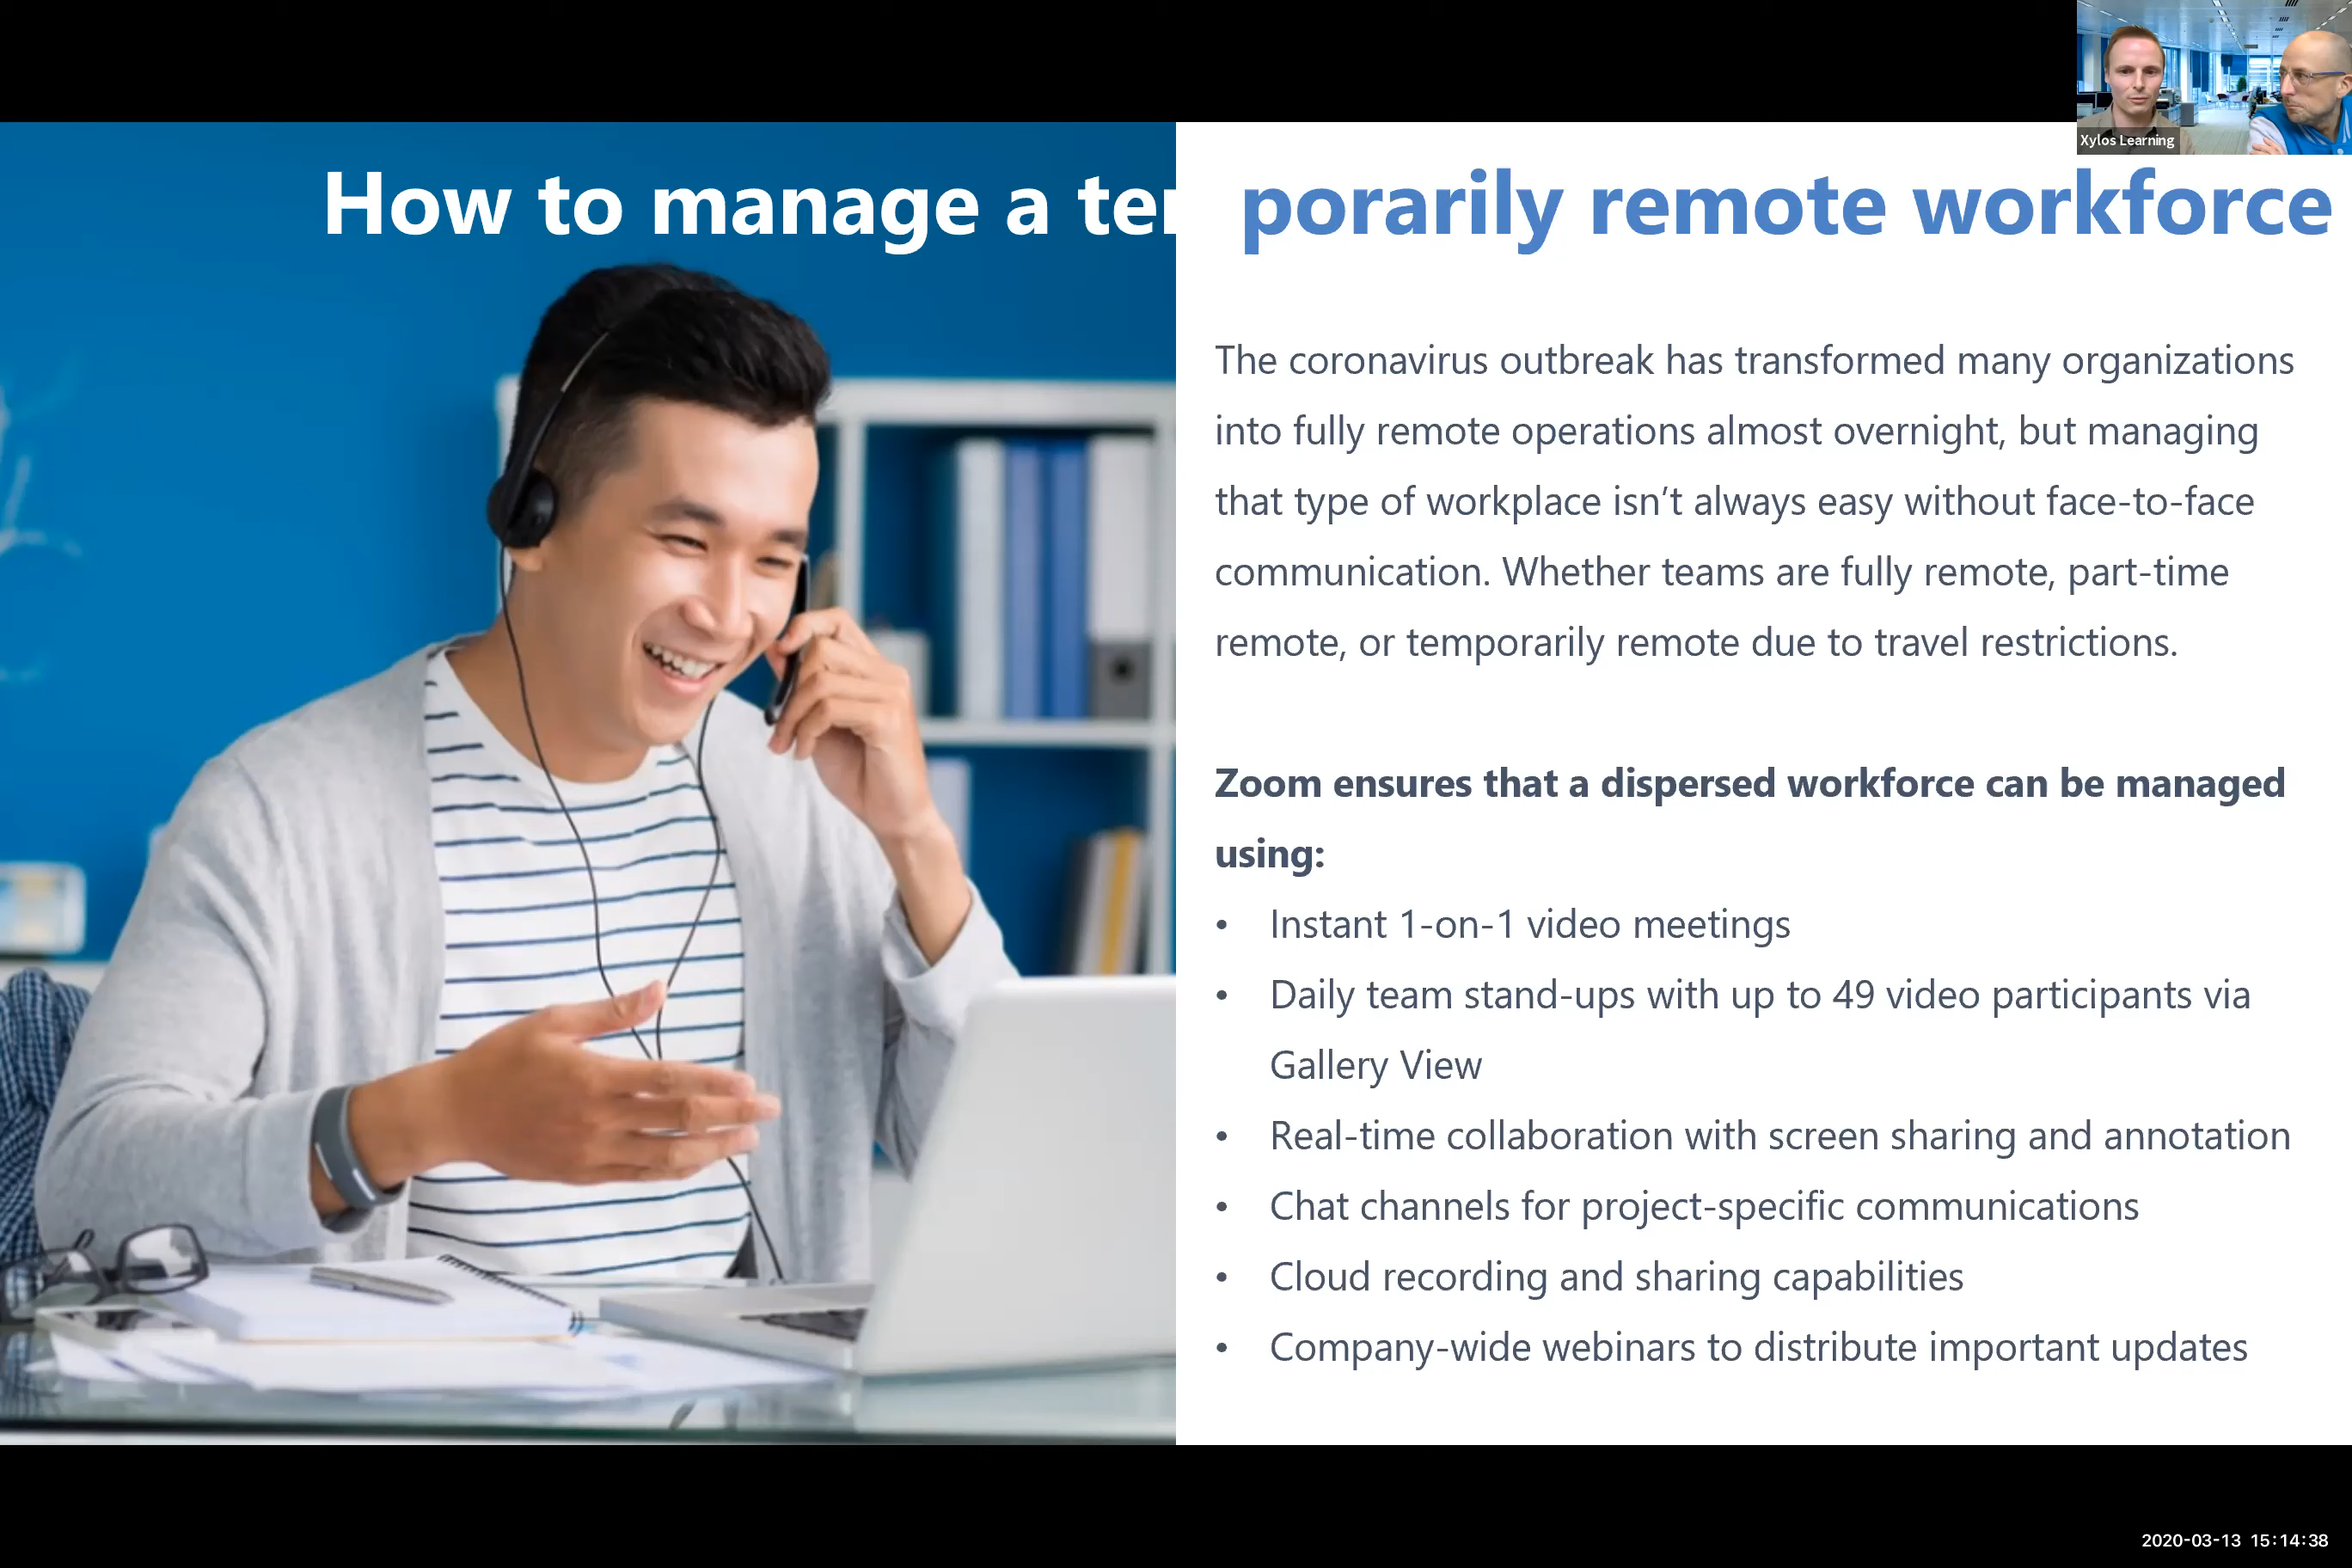 Xylos Learning
How to manage a ter porarily remote workforce
The coronavirus outbreak has transformed many organizations
into fully remote operations almost overnight, but managing
that type of workplace isn’t always easy without face-to-face
communication. Whether teams are fully remote, part-time
remote, or temporarily remote due to travel restrictions.
Zoom ensures that a dispersed workforce can be managed
using:
• Instant 1-on-1 video meetings
• Daily team stand-ups with up to 49 video participants via
Gallery View
• Real-time collaboration with screen sharing and annotation
• Chat channels for project-specific communications
• Cloud recording and sharing capabilities
• Company-wide webinars to distribute important updates
2020-03-13 15:14:38